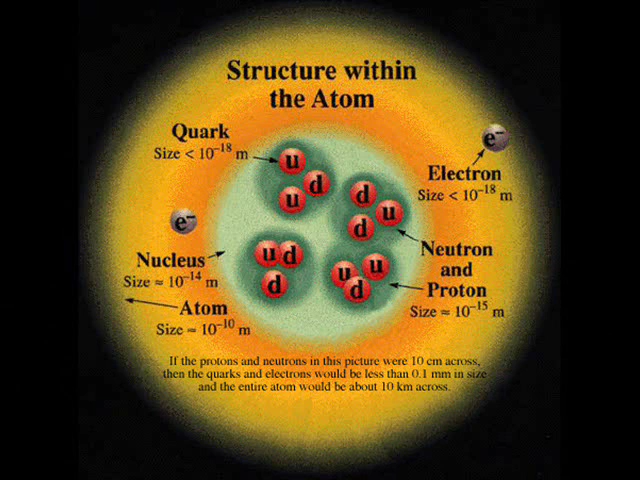 Structure within
the Atom
Quark
Size < 10⁻¹⁸ m
e⁻
Electron
Size < 10⁻¹⁸ m
u
d
u
d
u
d
e⁻
Nucleus
Size ≈ 10⁻¹⁴ m
u d
d
u
u
d
Neutron
and
Proton
Size ≈ 10⁻¹⁵ m
Atom
Size ≈ 10⁻¹⁰ m
If the protons and neutrons in this picture were 10 cm across,
then the quarks and electrons would be less than 0.1 mm in size
and the entire atom would be about 10 km across.